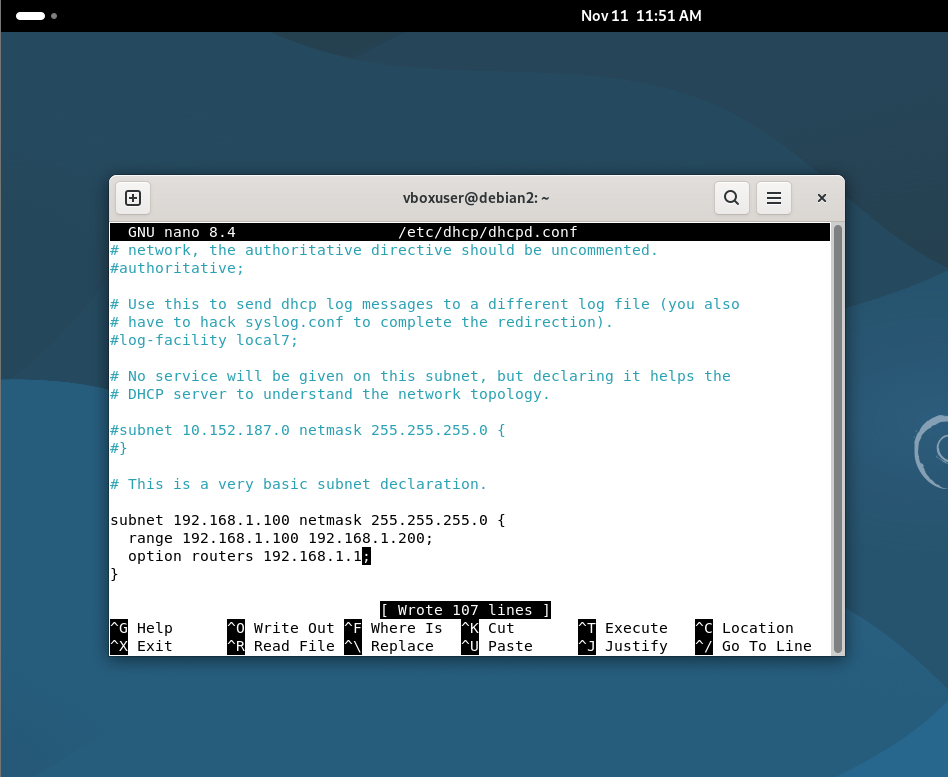 Nov 11 11:51 AM
vboxuser@debian2: ~
GNU nano 8.4 /etc/dhcp/dhcpd.conf
# network, the authoritative directive should be uncommented.
#authoritative;
# Use this to send dhcp log messages to a different log file (you also
# have to hack syslog.conf to complete the redirection).
#log-facility local7;
# No service will be given on this subnet, but declaring it helps the
# DHCP server to understand the network topology.
#subnet 10.152.187.0 netmask 255.255.255.0 {
#}
# This is a very basic subnet declaration.
subnet 192.168.1.100 netmask 255.255.255.0 {
  range 192.168.1.100 192.168.1.200;
  option routers 192.168.1.1;
}
[ Wrote 107 lines ]
^G Help ^O Write Out ^F Where Is ^K Cut ^T Execute ^C Location
^X Exit ^R Read File ^\ Replace ^U Paste ^J Justify ^/ Go To Line